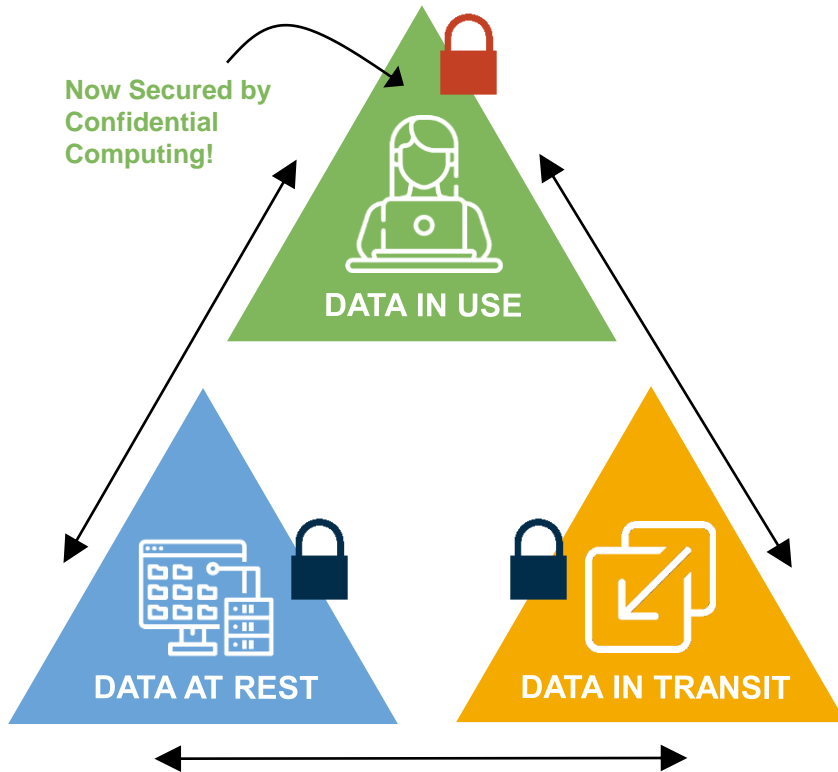 Now Secured by
Confidential
Computing!
DATA IN USE
DATA AT REST
DATA IN TRANSIT